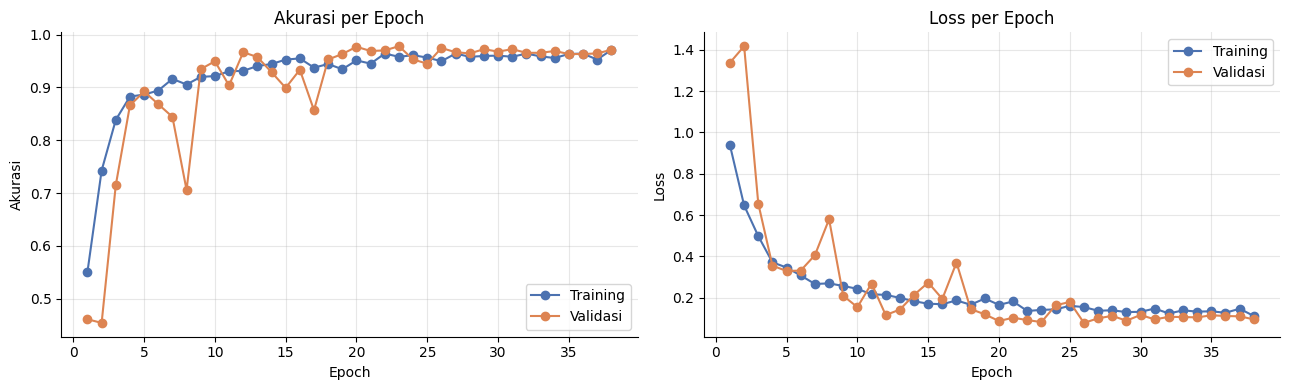 Akurasi per Epoch
Akurasi
1.0
0.9
0.8
0.7
0.6
0.5
0 5 10 15 20 25 30 35
Epoch
Training
Validasi
Loss per Epoch
Loss
1.4
1.2
1.0
0.8
0.6
0.4
0.2
0 5 10 15 20 25 30 35
Epoch
Training
Validasi